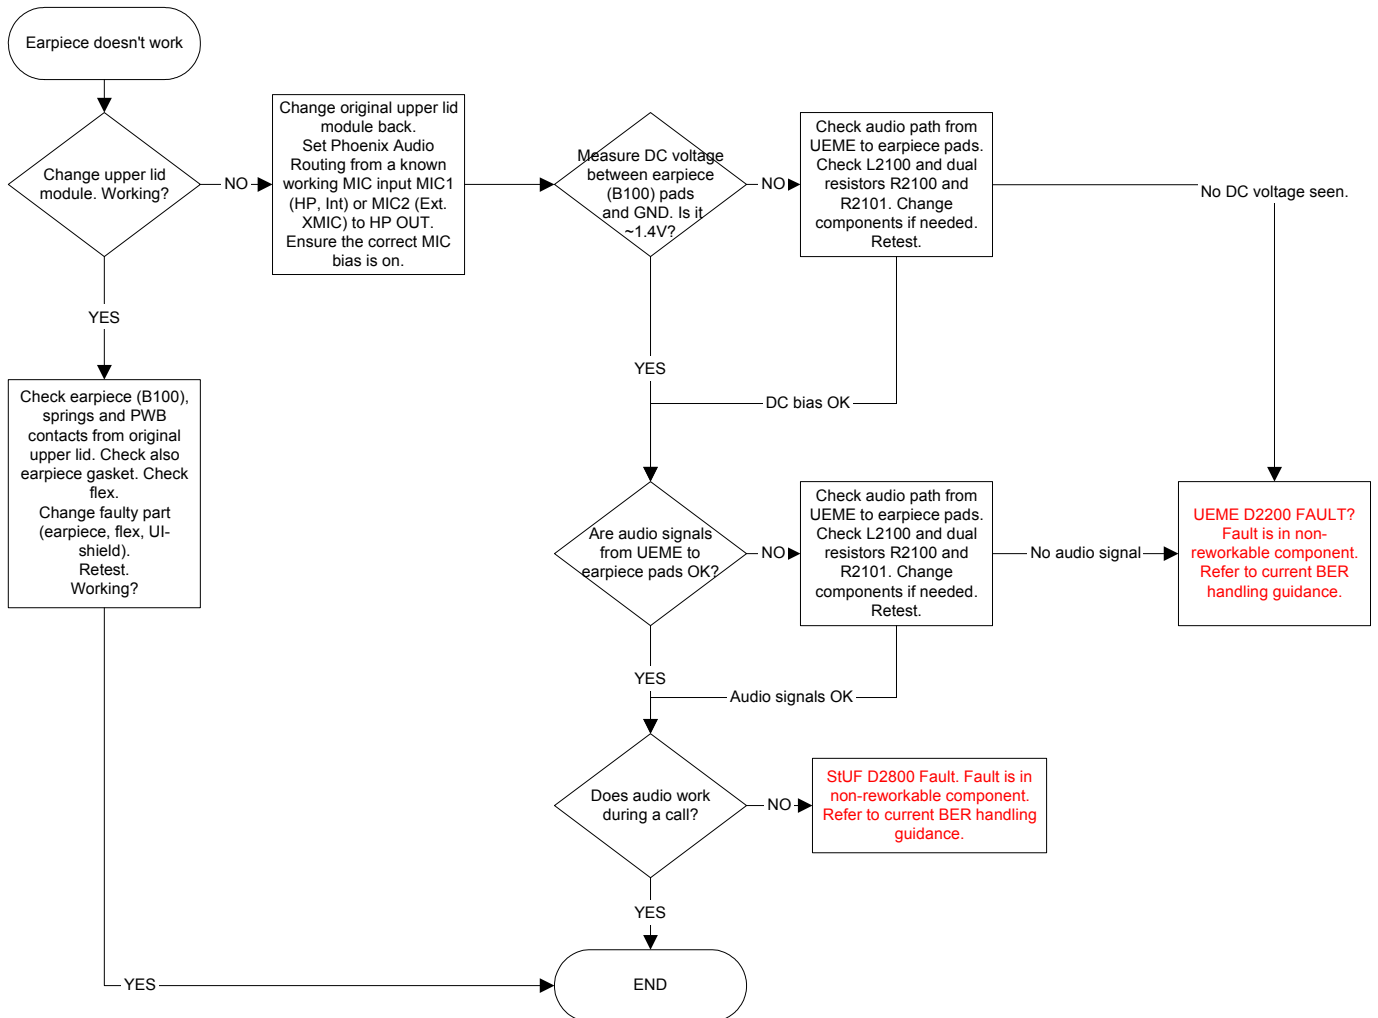 Earpiece doesn't work
Change upper lid
module. Working?
NO
Change original upper lid
module back.
Set Phoenix Audio
Routing from a known
working MIC input MIC1
(HP, Int) or MIC2 (Ext.
XMIC) to HP OUT.
Ensure the correct MIC
bias is on.
Measure DC voltage
between earpiece
(B100) pads
and GND. Is it
~1.4V?
NO
Check audio path from
UEME to earpiece pads.
Check L2100 and dual
resistors R2100 and
R2101. Change
components if needed.
Retest.
No DC voltage seen.
YES
YES
DC bias OK
Check earpiece (B100),
springs and PWB
contacts from original
upper lid. Check also
earpiece gasket. Check
flex.
Change faulty part
(earpiece, flex, UI-
shield).
Retest.
Working?
Are audio signals
from UEME to
earpiece pads OK?
NO
Check audio path from
UEME to earpiece pads.
Check L2100 and dual
resistors R2100 and
R2101. Change
components if needed.
Retest.
No audio signal
UEME D2200 FAULT?
Fault is in non-
reworkable component.
Refer to current BER
handling guidance.
YES
Audio signals OK
Does audio work
during a call?
NO
StUF D2800 Fault. Fault is in
non-reworkable component.
Refer to current BER handling
guidance.
YES
YES
END